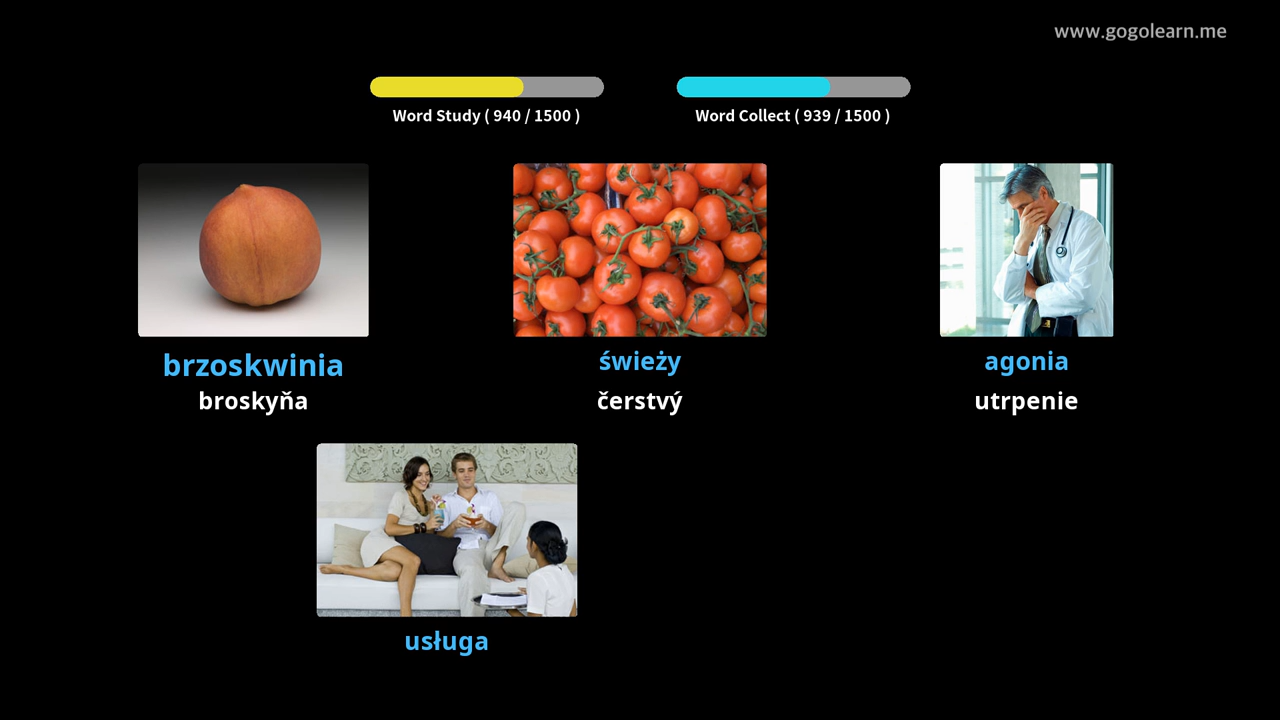 www.gogolearn.me
Word Study ( 940 / 1500 )
Word Collect ( 939 / 1500 )
brzoskwinia
broskyňa
świeży
čerstvý
agonia
utrpenie
usługa